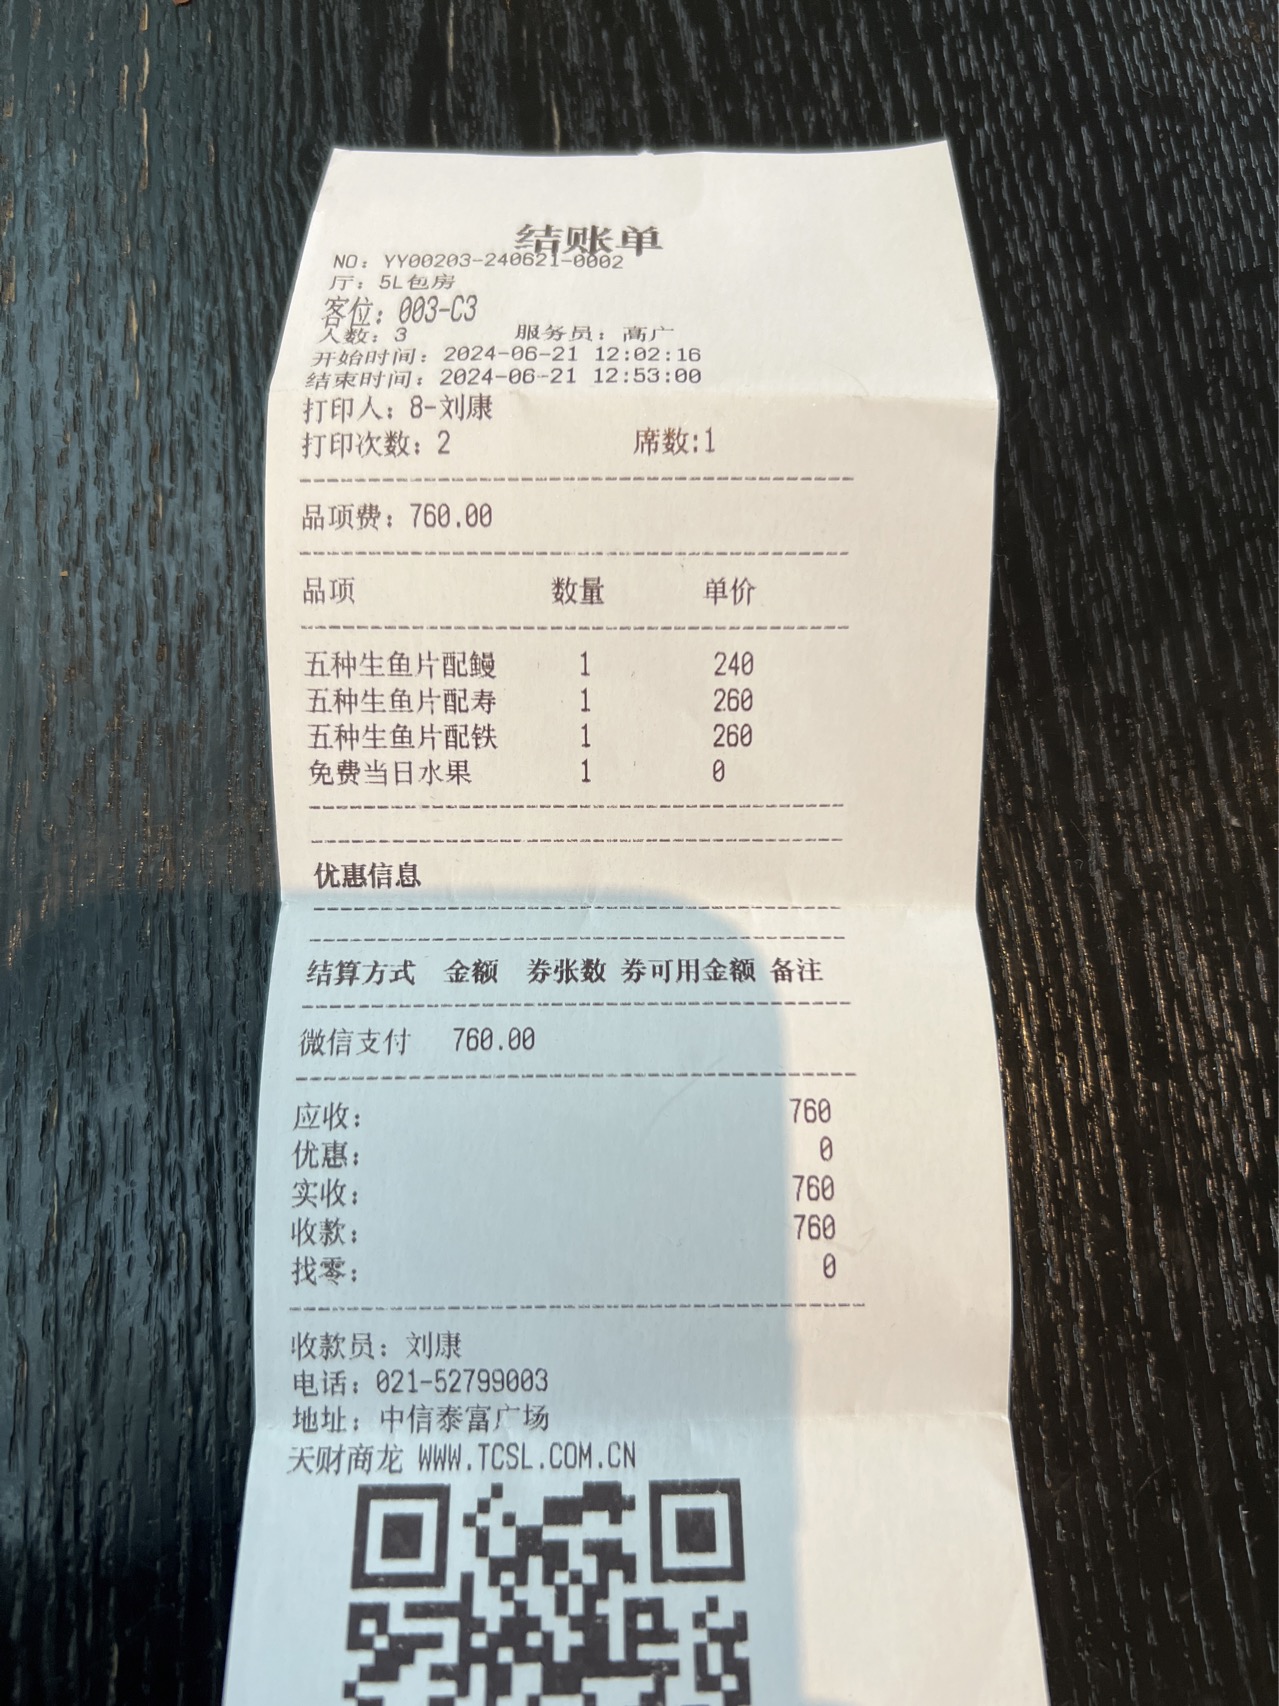 结账单
NO: YY00203-240621-0002
厅: 5L包房
客位: 003-C3
人数: 3 服务员: 高广
开始时间: 2024-06-21 12:02:16
结束时间: 2024-06-21 12:53:00
打印人: 8-刘康
打印次数: 2 席数:1
品项费: 760.00
品项 数量 单价
五种生鱼片配鳗 1 240
五种生鱼片配寿 1 260
五种生鱼片配铁 1 260
免费当日水果 1 0
优惠信息
结算方式 金额 券张数 券可用金额 备注
微信支付 760.00
应收: 760
优惠: 0
实收: 760
收款: 760
找零: 0
收款员: 刘康
电话: 021-52799003
地址: 中信泰富广场
天财商龙 WWW.TCSL.COM.CN